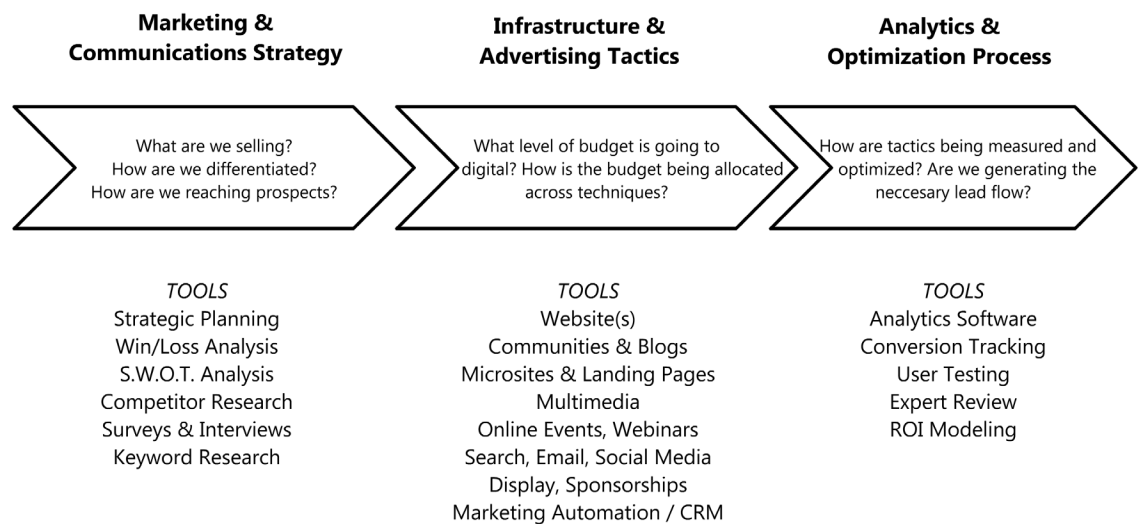 Marketing &
Communications Strategy
What are we selling?
How are we differentiated?
How are we reaching prospects?
TOOLS
Strategic Planning
Win/Loss Analysis
S.W.O.T. Analysis
Competitor Research
Surveys & Interviews
Keyword Research
Infrastructure &
Advertising Tactics
What level of budget is going to
digital? How is the budget being allocated
across techniques?
TOOLS
Website(s)
Communities & Blogs
Microsites & Landing Pages
Multimedia
Online Events, Webinars
Search, Email, Social Media
Display, Sponsorships
Marketing Automation / CRM
Analytics &
Optimization Process
How are tactics being measured and
optimized? Are we generating the
neccesary lead flow?
TOOLS
Analytics Software
Conversion Tracking
User Testing
Expert Review
ROI Modeling